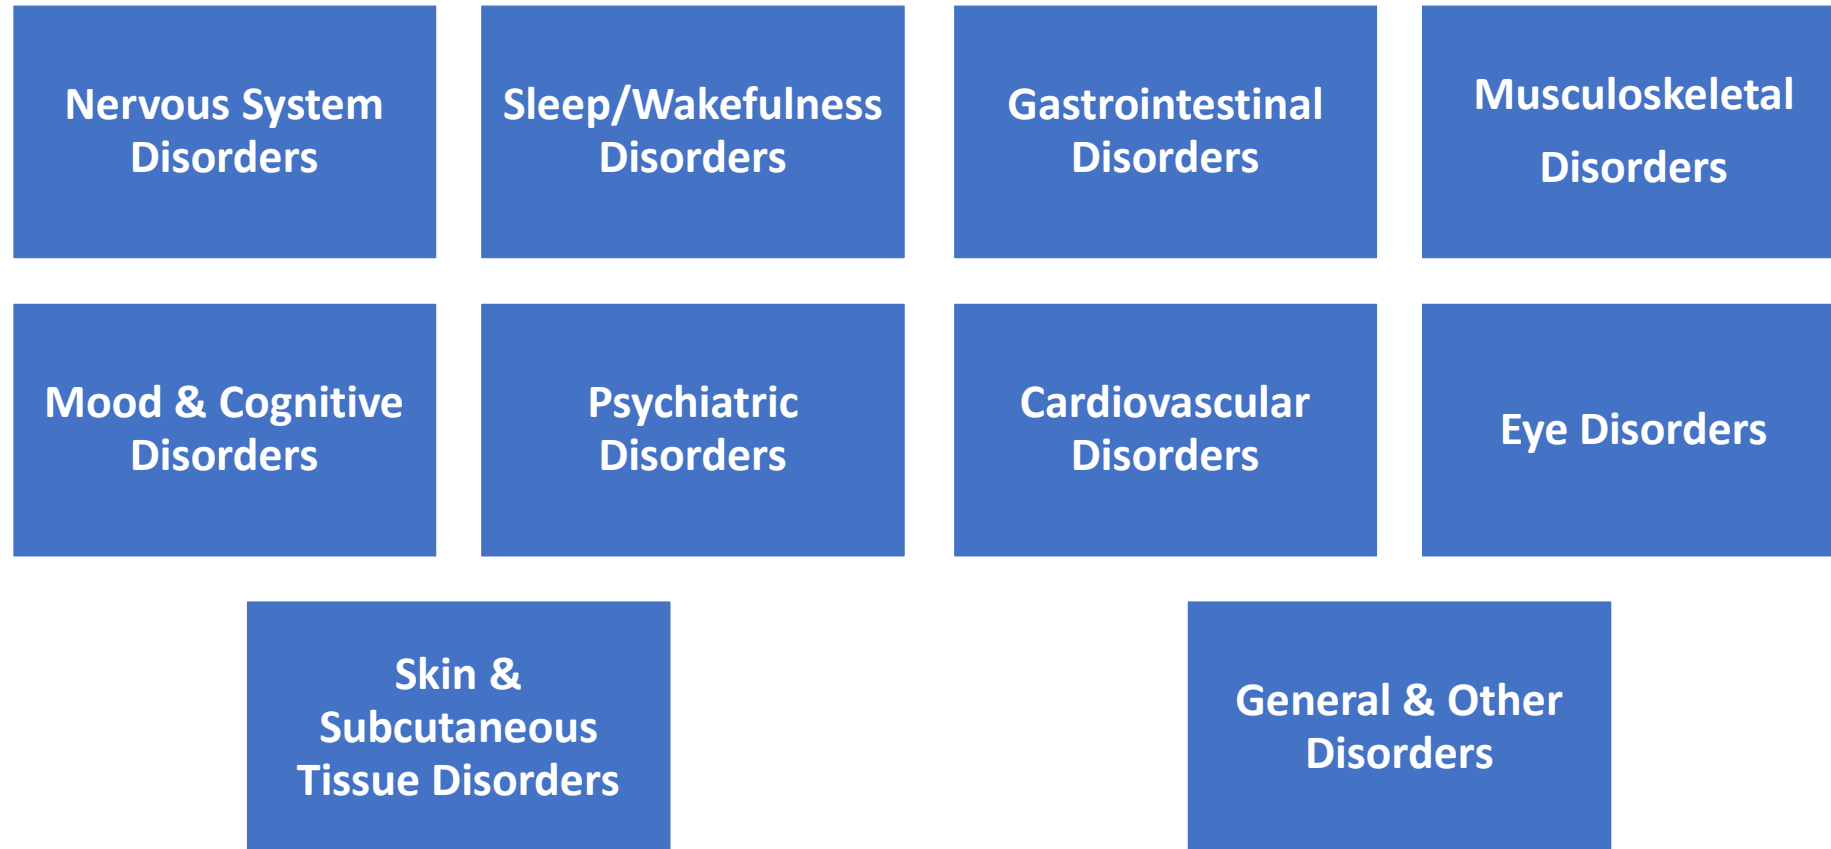 Nervous System
Disorders
Sleep/Wakefulness
Disorders
Gastrointestinal
Disorders
Musculoskeletal
Disorders
Mood & Cognitive
Disorders
Psychiatric
Disorders
Cardiovascular
Disorders
Eye Disorders
Skin &
Subcutaneous
Tissue Disorders
General & Other
Disorders